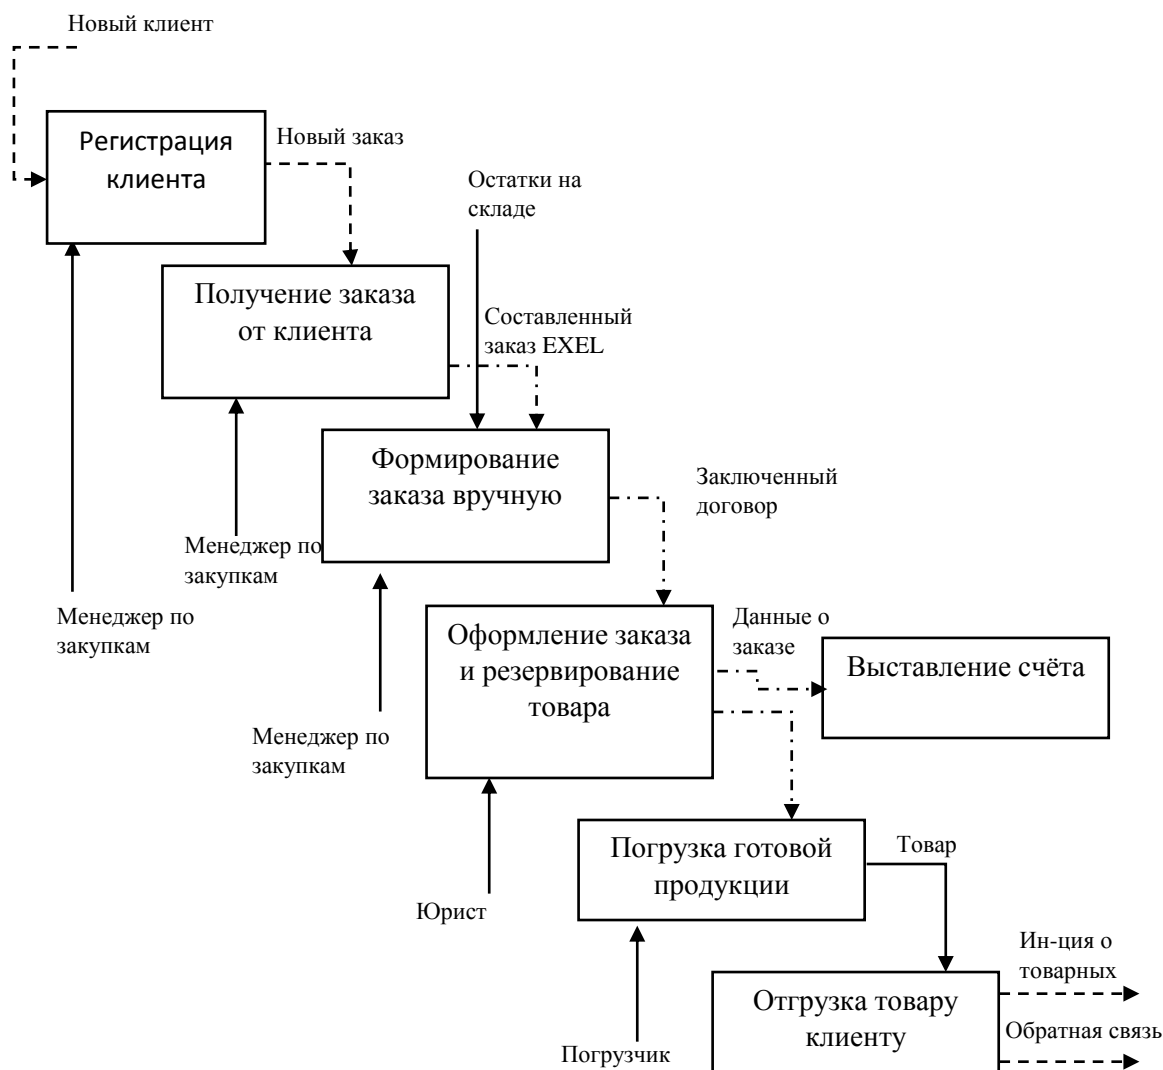 Новый клиент
Регистрация
клиента
Новый заказ
Остатки на
складе
Получение заказа
от клиента
Составленный
заказ EXEL
Формирование
заказа вручную
Заключенный
договор
Менеджер по
закупкам
Менеджер по
закупкам
Оформление заказа
и резервирование
товара
Данные о
заказе
Выставление счёта
Менеджер по
закупкам
Юрист
Погрузка готовой
продукции
Товар
Ин-ция о
товарных
Отгрузка товару
клиенту
Обратная связь
Погрузчик